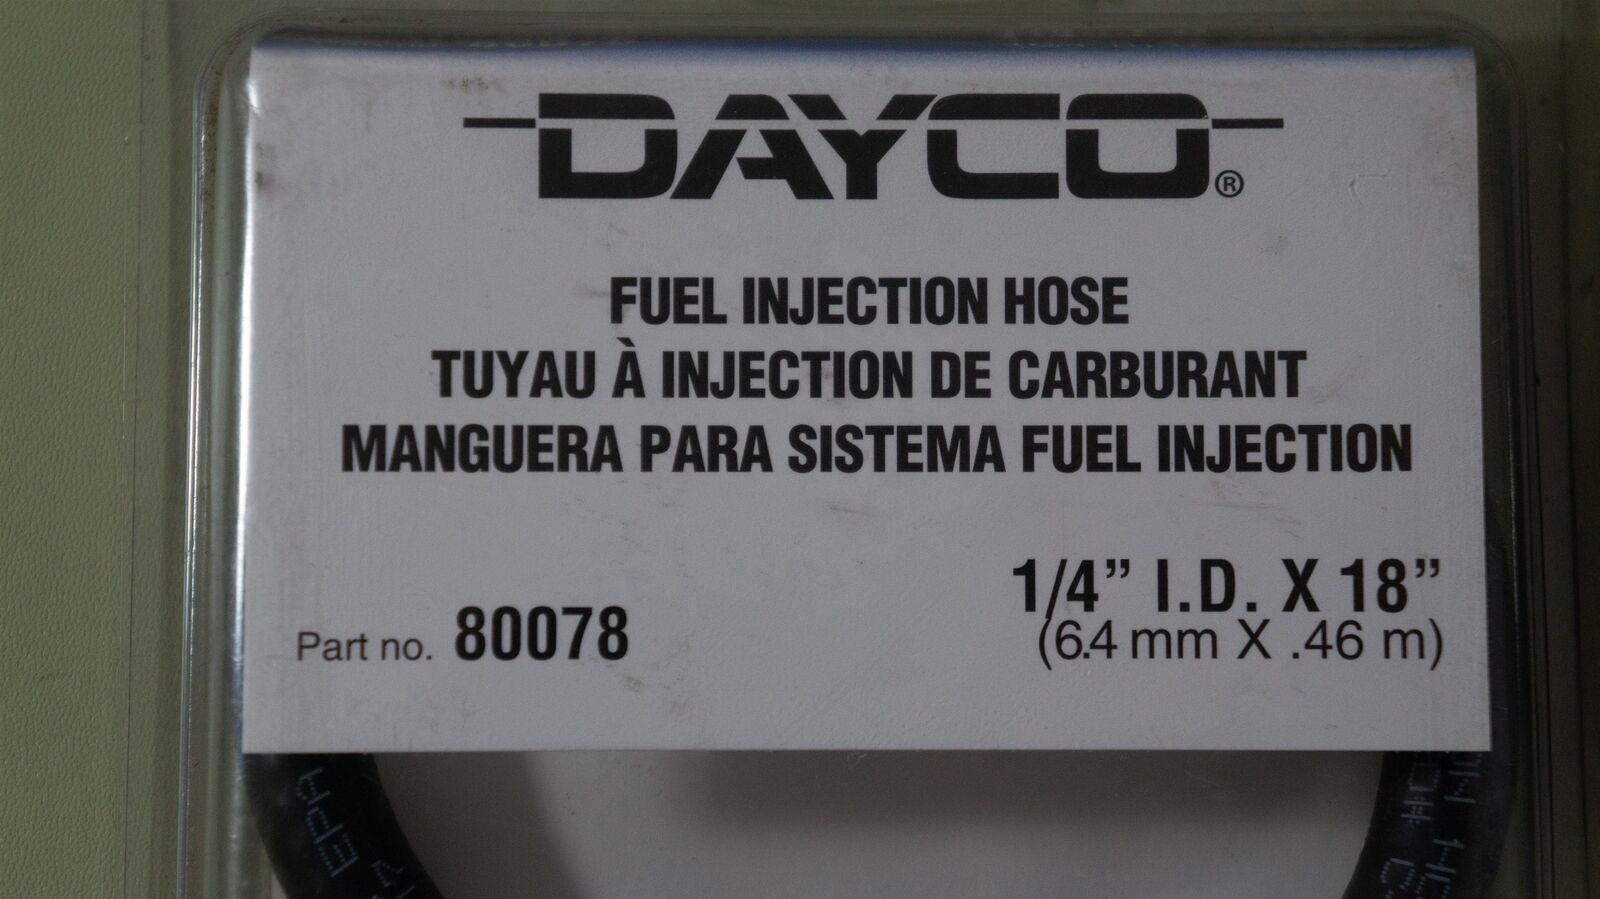 DAYCO®
FUEL INJECTION HOSE
TUYAU À INJECTION DE CARBURANT
MANGUERA PARA SISTEMA FUEL INJECTION
1/4” I.D. X 18”
(6.4 mm X .46 m)
Part no. 80078